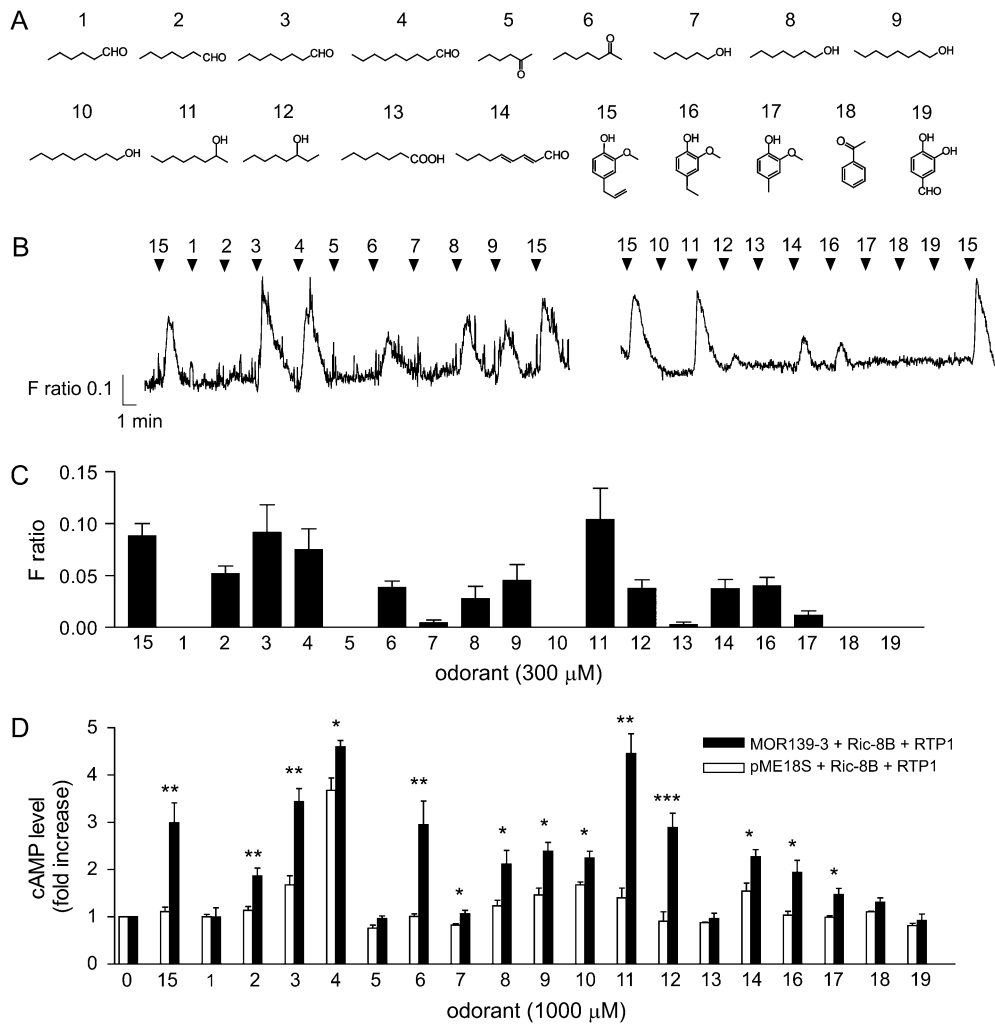 A
1 2 3 4 5 6 7 8 9
CHO CHO CHO CHO O O OH OH OH
10 11 12 13 14 15 16 17 18 19
OH OH OH COOH CHO OH O OH O OH O O OH OH CHO
B
15 1 2 3 4 5 6 7 8 9 15 15 10 11 12 13 14 16 17 18 19 15
F ratio 0.1
1 min
C
0.15
0.10
0.05
0.00
F ratio
15 1 2 3 4 5 6 7 8 9 10 11 12 13 14 16 17 18 19
odorant (300 μM)
D
5
4
3
2
1
0
cAMP level
(fold increase)
** ** ** * ** * * * * ** *** * * *
MOR139-3 + Ric-8B + RTP1
pME18S + Ric-8B + RTP1
0 15 1 2 3 4 5 6 7 8 9 10 11 12 13 14 16 17 18 19
odorant (1000 μM)